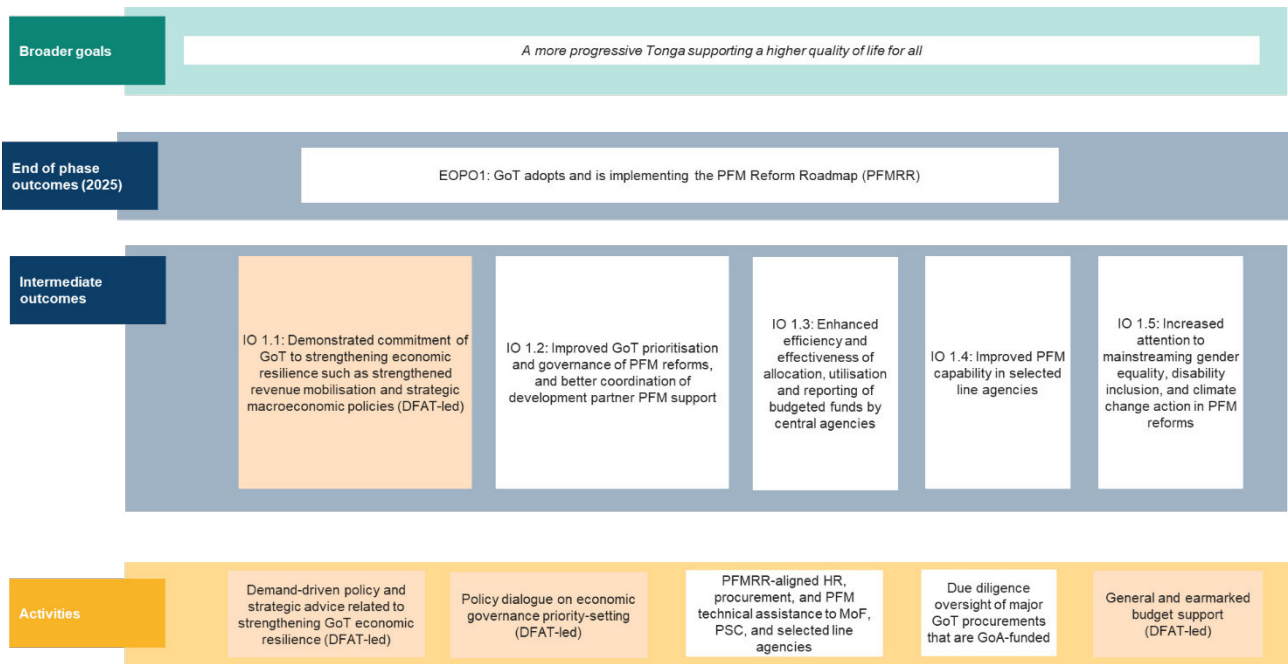 Broader goals
A more progressive Tonga supporting a higher quality of life for all
End of phase
outcomes (2025)
EOPO1: GoT adopts and is implementing the PFM Reform Roadmap (PFMRR)
Intermediate
outcomes
IO 1.1: Demonstrated commitment of
GoT to strengthening economic
resilience such as strengthened
revenue mobilisation and strategic
macroeconomic policies (DFAT-led)
IO 1.2: Improved GoT prioritisation
and governance of PFM reforms,
and better coordination of
development partner PFM support
IO 1.3: Enhanced
efficiency and
effectiveness of
allocation, utilisation
and reporting of
budgeted funds by
central agencies
IO 1.4: Improved PFM
capability in selected
line agencies
IO 1.5: Increased
attention to
mainstreaming gender
equality, disability
inclusion, and climate
change action in PFM
reforms
Activities
Demand-driven policy and
strategic advice related to
strengthening GoT economic
resilience (DFAT-led)
Policy dialogue on economic
governance priority-setting
(DFAT-led)
PFMRR-aligned HR,
procurement, and PFM
technical assistance to MoF,
PSC, and selected line
agencies
Due diligence
oversight of major
GoT procurements
that are GoA-funded
General and earmarked
budget support
(DFAT-led)